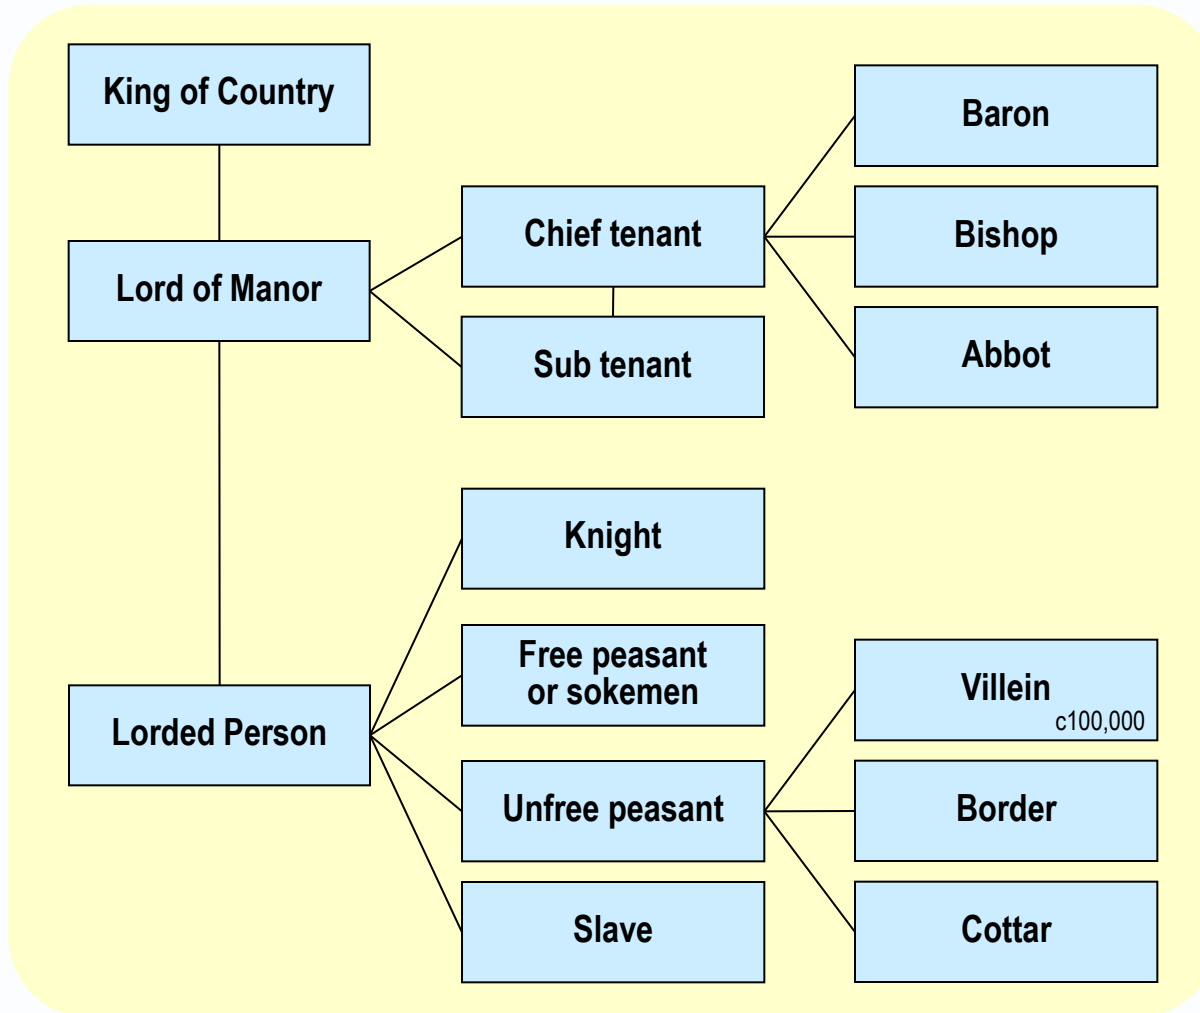 King of Country
Baron
Chief tenant
Bishop
Lord of Manor
Sub tenant
Abbot
Knight
Free peasant
or sokemen
Lorded Person
Villein
c100,000
Unfree peasant
Border
Slave
Cottar